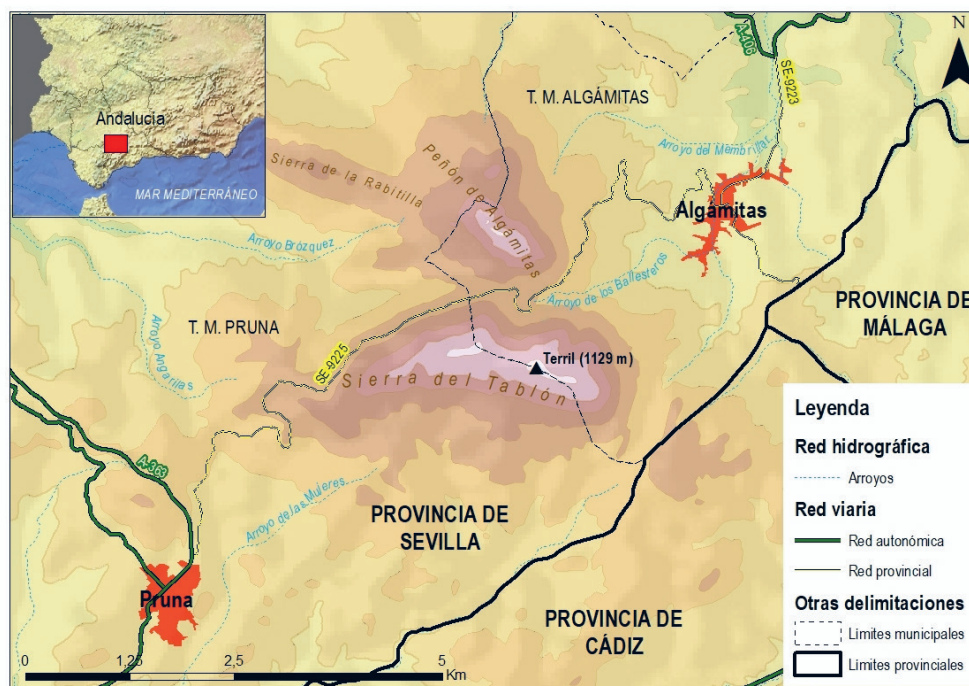 Andalucía
MAR MEDITERRÁNEO
A-406
SE-9223
N
T. M. ALGÁMITAS
Arroyo del Membrillar
Sierra de la Rabitilla
Peñón de Algámitas
Algámitas
Arroyo Brózquez
Arroyo de los Ballesteros
PROVINCIA DE
MÁLAGA
T. M. PRUNA
Arroyo Angarijas
SE-9225
Terril (1129 m)
Sierra del Tablón
A-363
Arroyo de las Mujeres
PROVINCIA DE
SEVILLA
Pruna
PROVINCIA DE
CÁDIZ
0
1,25
2,5
5
Km
Leyenda
Red hidrográfica
Arroyos
Red viaria
Red autonómica
Red provincial
Otras delimitaciones
Limites municipales
Limites provinciales